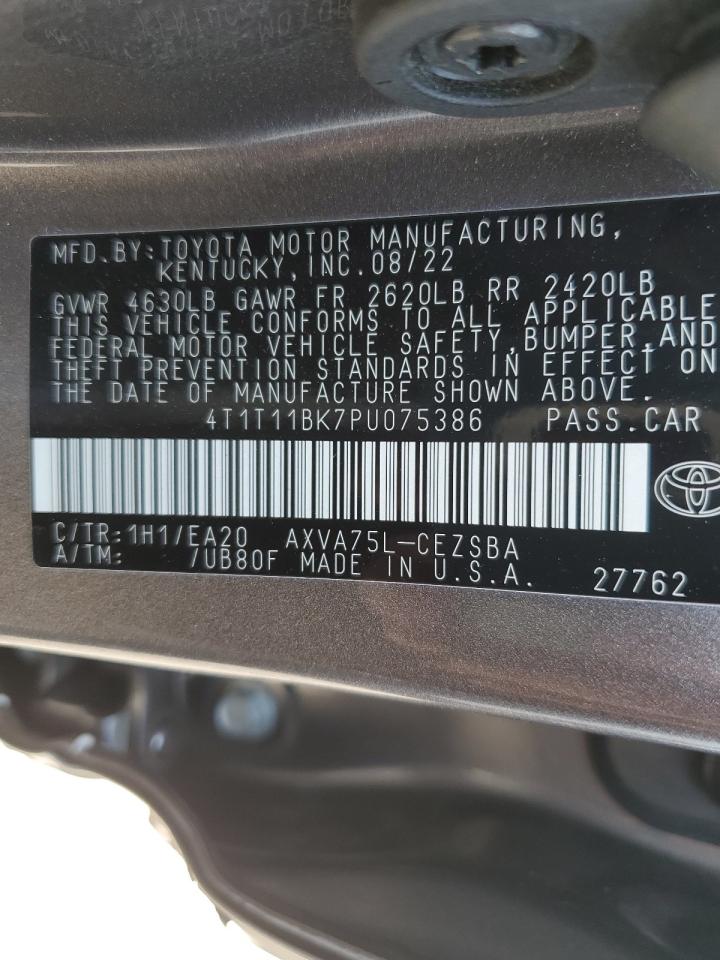 MFD. BY: TOYOTA MOTOR MANUFACTURING,
KENTUCKY, INC. 08/22
GVWR 4630LB GAWR FR 2620LB RR 2420LB
THIS VEHICLE CONFORMS TO ALL APPLICABLE
FEDERAL MOTOR VEHICLE SAFETY, BUMPER, AND
THEFT PREVENTION STANDARDS IN EFFECT ON
THE DATE OF MANUFACTURE SHOWN ABOVE.
4T1T11BK7PU075386 PASS.CAR
C/TR: 1H1/EA20 AXVA75L-CEZSBA
A/TM: /UB80F MADE IN U.S.A. 27762